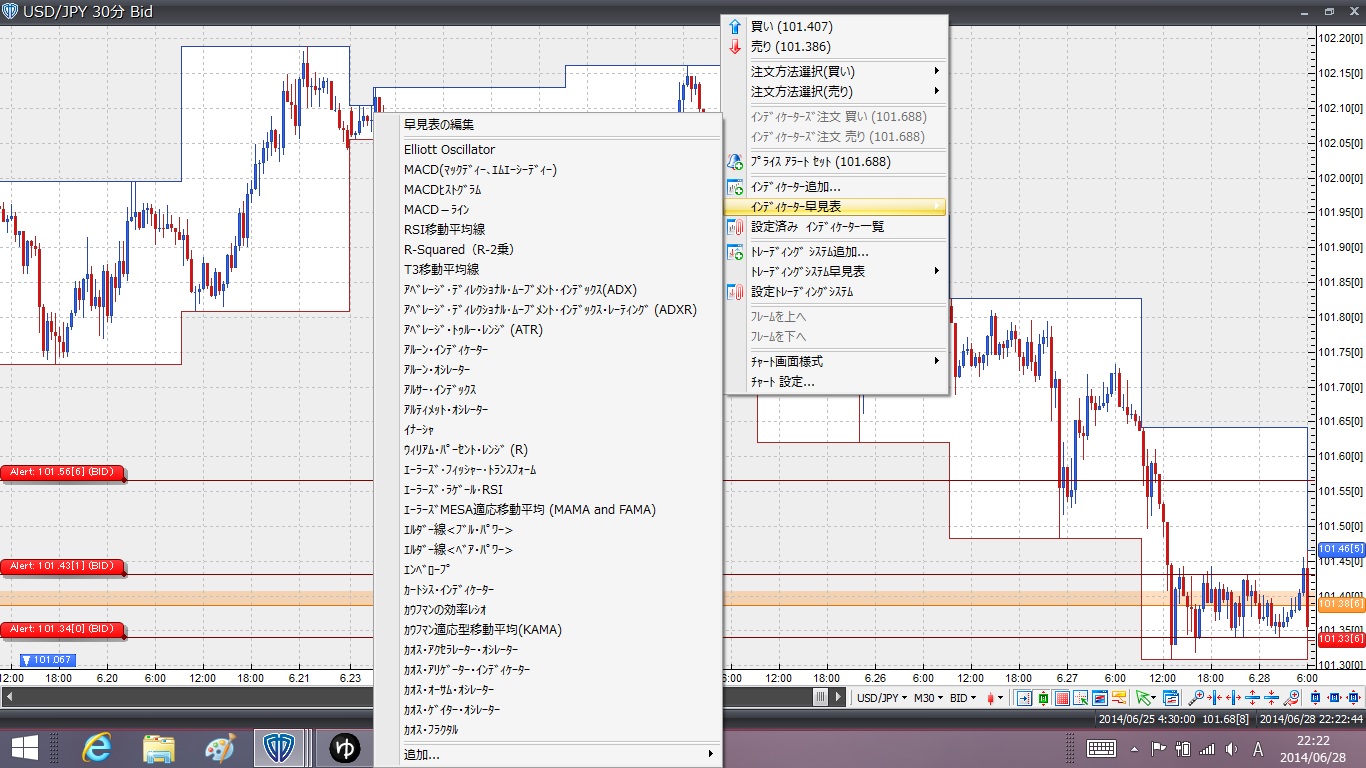 USD/JPY 30分 Bid
買い (101.407)
売り (101.386)
注文方法選択(買い)
注文方法選択(売り)
ｲﾝﾃﾞｨｹｰﾀｰｽﾞ注文 買い (101.688)
ｲﾝﾃﾞｨｹｰﾀｰｽﾞ注文 売り (101.688)
ﾌﾟﾗｲｽ ｱﾗｰﾄ ｾｯﾄ (101.688)
ｲﾝﾃﾞｨｹｰﾀｰ追加...
ｲﾝﾃﾞｨｹｰﾀｰ早見表
設定済み ｲﾝﾃﾞｨｹｰﾀｰ一覧
ﾄﾚｰﾃﾞｨﾝｸﾞ ｼｽﾃﾑ追加...
ﾄﾚｰﾃﾞｨﾝｸﾞｼｽﾃﾑ早見表
設定ﾄﾚｰﾃﾞｨﾝｸﾞｼｽﾃﾑ
ﾌﾚｰﾑを上へ
ﾌﾚｰﾑを下へ
ﾁｬｰﾄ画面様式
ﾁｬｰﾄ 設定...
早見表の編集
Elliott Oscillator
MACD(ﾏｯｸﾃﾞｨｰ､ｴﾑｴｰｼｰﾃﾞｨｰ)
MACDﾋｽﾄｸﾞﾗﾑ
MACD－ﾗｲﾝ
RSI移動平均線
R-Squared（R-2乗）
T3移動平均線
ｱﾍﾞﾚｰｼﾞ･ﾃﾞｨﾚｸｼｮﾅﾙ･ﾑｰﾌﾞﾒﾝﾄ･ｲﾝﾃﾞｯｸｽ(ADX)
ｱﾍﾞﾚｰｼﾞ･ﾃﾞｨﾚｸｼｮﾅﾙ･ﾑｰﾌﾞﾒﾝﾄ･ｲﾝﾃﾞｯｸｽ･ﾚｰﾃｨﾝｸﾞ (ADXR)
ｱﾍﾞﾚｰｼﾞ･ﾄｩﾙｰ･ﾚﾝｼﾞ (ATR)
ｱﾙｰﾝ･ｲﾝﾃﾞｨｹｰﾀｰ
ｱﾙｰﾝ･ｵｼﾚｰﾀｰ
ｱﾙｻｰ･ｲﾝﾃﾞｯｸｽ
ｱﾙﾃｨﾒｯﾄ･ｵｼﾚｰﾀｰ
ｲﾅｰｼｬ
ｳｨﾘｱﾑ･ﾊﾟｰｾﾝﾄ･ﾚﾝｼﾞ (R)
ｴｰﾗｰｽﾞ･ﾌｨｯｼｬｰ･ﾄﾗﾝｽﾌｫｰﾑ
ｴｰﾗｰｽﾞ･ﾗｹﾞｰﾙ･RSI
ｴｰﾗｰｽﾞMESA適応移動平均 (MAMA and FAMA)
ｴﾙﾀﾞｰ線<ﾌﾞﾙ･ﾊﾟﾜｰ>
ｴﾙﾀﾞｰ線<ﾍﾞｱ･ﾊﾟﾜｰ>
ｴﾝﾍﾞﾛｰﾌﾟ
ｶｰﾄｼｽ･ｲﾝﾃﾞｨｹｰﾀｰ
ｶｳﾌﾏﾝの効率ﾚｼｵ
ｶｳﾌﾏﾝ適応型移動平均(KAMA)
ｶｵｽ･ｱｸｾﾗﾚｰﾀｰ･ｵｼﾚｰﾀｰ
ｶｵｽ･ｱﾘｹﾞｰﾀｰ･ｲﾝﾃﾞｨｹｰﾀｰ
ｶｵｽ･ｵｰｻﾑ･ｵｼﾚｰﾀｰ
ｶｵｽ･ｹﾞｲﾀｰ･ｵｼﾚｰﾀｰ
ｶｵｽ･ﾌﾗｸﾀﾙ
追加...
Alert: 101.56[6] (BID)
Alert: 101.43[1] (BID)
Alert: 101.34[0] (BID)
101.067
102.20[0]
102.15[0]
102.10[0]
102.05[0]
102.00[0]
101.95[0]
101.90[0]
101.85[0]
101.80[0]
101.75[0]
101.70[0]
101.65[0]
101.60[0]
101.55[0]
101.50[0]
101.46[5]
101.45[0]
101.40[0]
101.38[6]
101.35[0]
101.33[6]
101.30[0]
12:00 18:00 6.20 6:00 12:00 18:00 6.21 6.23 6:00 12:00 18:00 6.26 6:00 12:00 18:00 6.27 6:00 12:00 18:00 6.28 6:00
USD/JPY M30 BID
2014/06/25 4:30:00 101.68[8] 2014/06/28 22:22:44
ゆ
A
22:22
2014/06/28